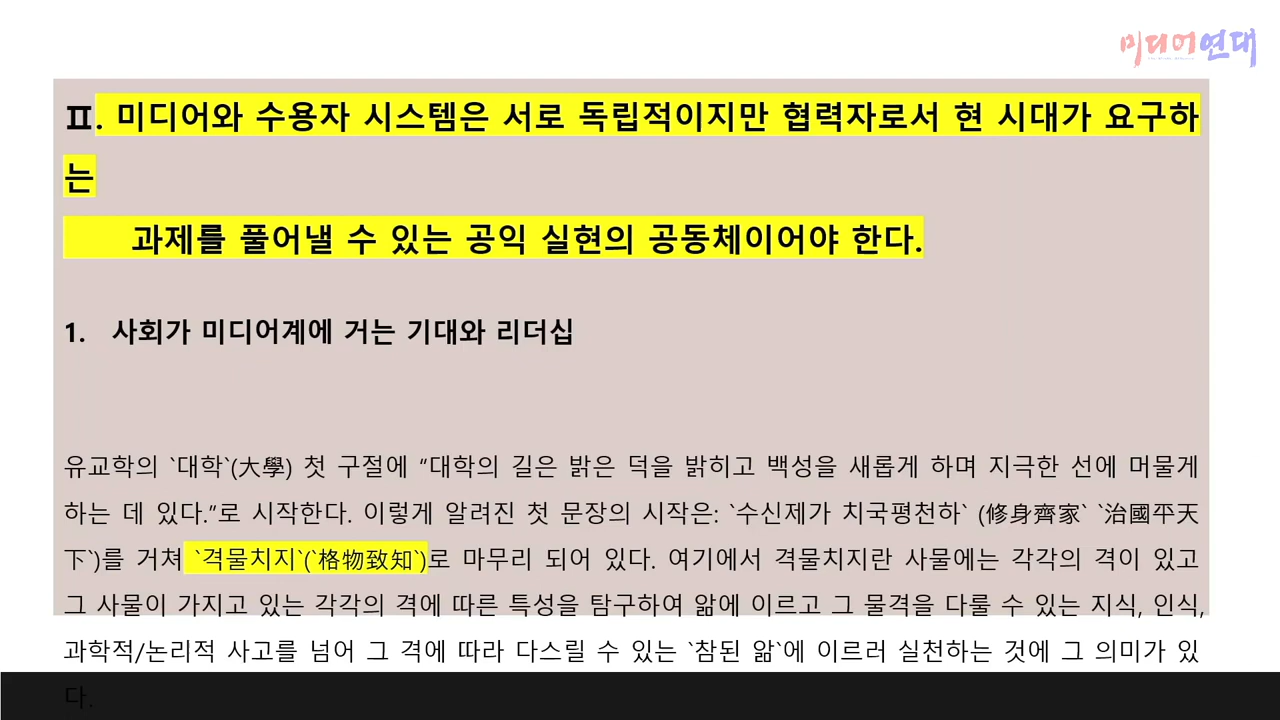 미디어연대
Ⅱ. 미디어와 수용자 시스템은 서로 독립적이지만 협력자로서 현 시대가 요구하
는
과제를 풀어낼 수 있는 공익 실현의 공동체이어야 한다.
1. 사회가 미디어계에 거는 기대와 리더십
유교학의 `대학`(大學) 첫 구절에 “대학의 길은 밝은 덕을 밝히고 백성을 새롭게 하며 지극한 선에 머물게
하는 데 있다.”로 시작한다. 이렇게 알려진 첫 문장의 시작은: `수신제가 치국평천하` (修身齊家` `治國平天
下`)를 거쳐 `격물치지`(`格物致知`)로 마무리 되어 있다. 여기에서 격물치지란 사물에는 각각의 격이 있고
그 사물이 가지고 있는 각각의 격에 따른 특성을 탐구하여 앎에 이르고 그 물격을 다룰 수 있는 지식, 인식,
과학적/논리적 사고를 넘어 그 격에 따라 다스릴 수 있는 `참된 앎`에 이르러 실천하는 것에 그 의미가 있
다.